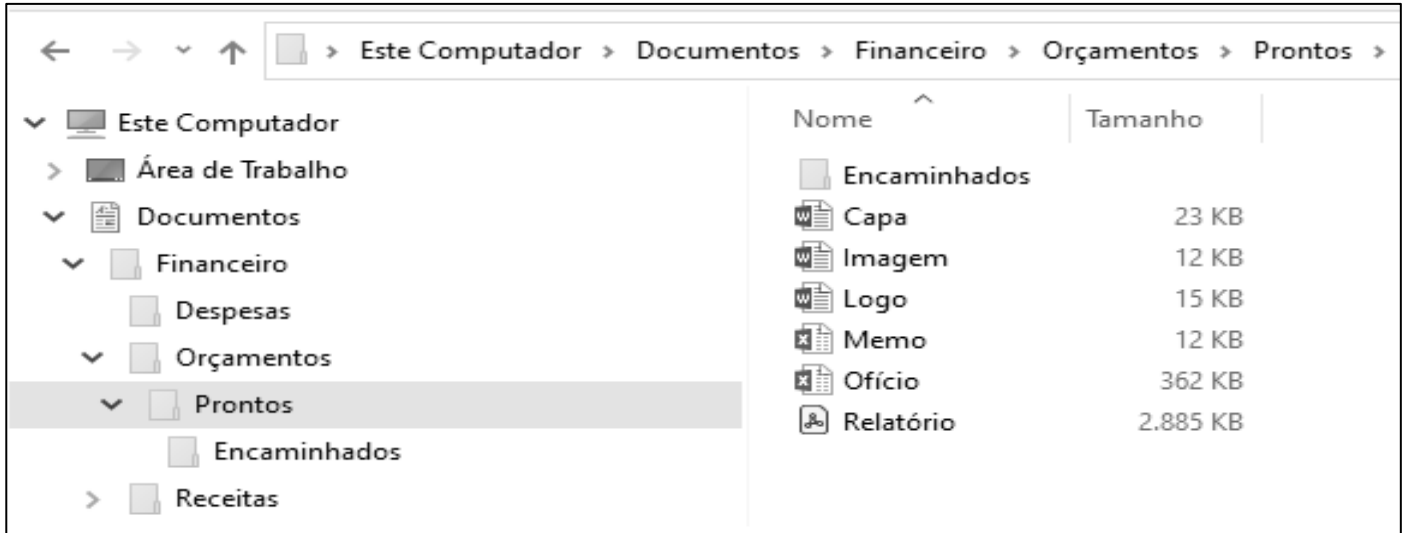 Este Computador > Documentos > Financeiro > Orçamentos > Prontos >
Este Computador
Área de Trabalho
Documentos
Financeiro
Despesas
Orçamentos
Prontos
Encaminhados
Receitas
Nome Tamanho
Encaminhados
Capa 23 KB
Imagem 12 KB
Logo 15 KB
Memo 12 KB
Ofício 362 KB
Relatório 2.885 KB